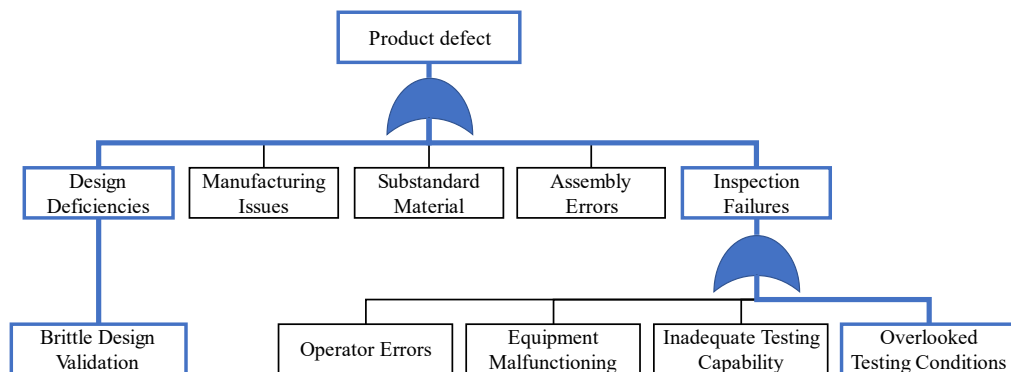 Product defect
Design
Deficiencies
Manufacturing
Issues
Substandard
Material
Assembly
Errors
Inspection
Failures
Brittle Design
Validation
Operator Errors
Equipment
Malfunctioning
Inadequate Testing
Capability
Overlooked
Testing Conditions